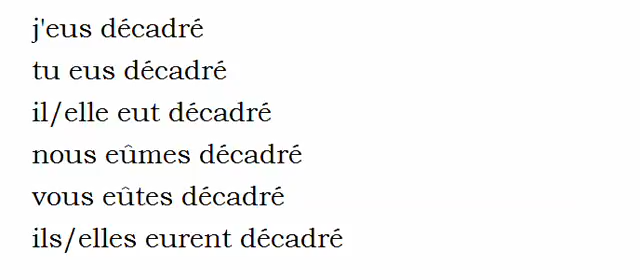 j'eus décadré
tu eus décadré
il/elle eut décadré
nous eûmes décadré
vous eûtes décadré
ils/elles eurent décadré